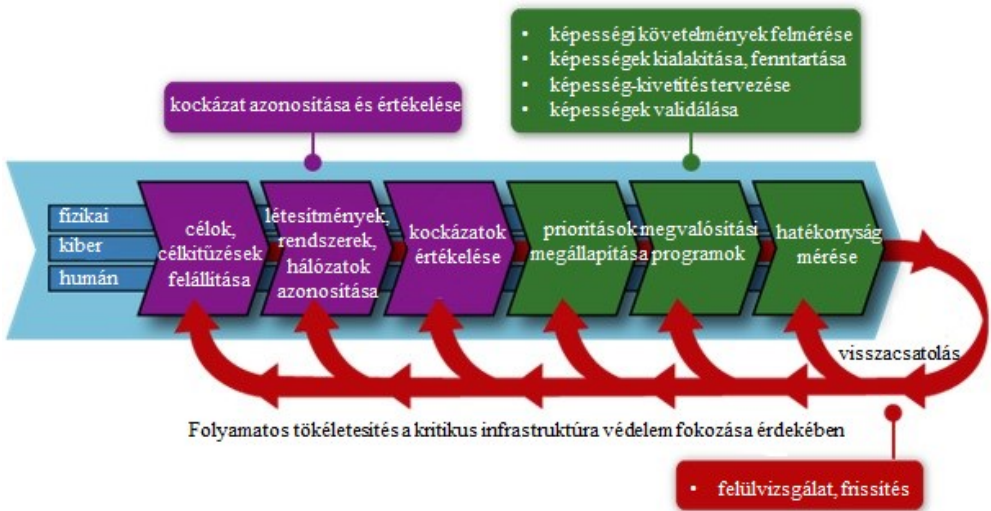 • képességi követelmények felmérése
• képességek kialakítása, fenntartása
• képesség-kivetítés tervezése
• képességek validálása
kockázat azonosítása és értékelése
fizikai
kiber
humán
célok,
célkitűzések
felállítása
létesítmények,
rendszerek,
hálózatok
azonosítása
kockázatok
értékelése
prioritások
megállapítása
megvalósítási
programok
hatékonyság
mérése
visszacsatolás
Folyamatos tökéletesítés a kritikus infrastruktúra védelem fokozása érdekében
• felülvizsgálat, frissítés